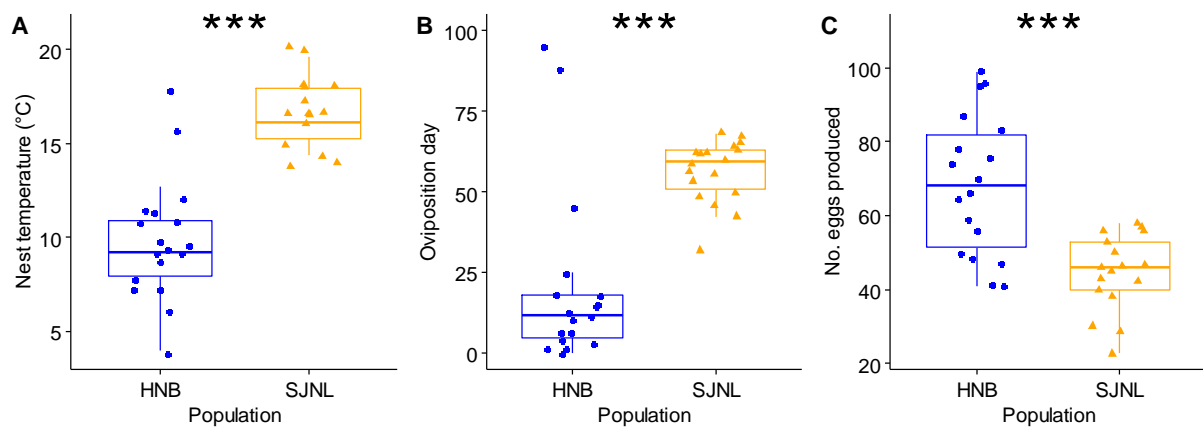 A
***
Nest temperature (°C)
20
15
10
5
HNB
SJNL
Population
B
***
Oviposition day
100
75
50
25
0
HNB
SJNL
Population
C
***
No. eggs produced
100
80
60
40
20
HNB
SJNL
Population